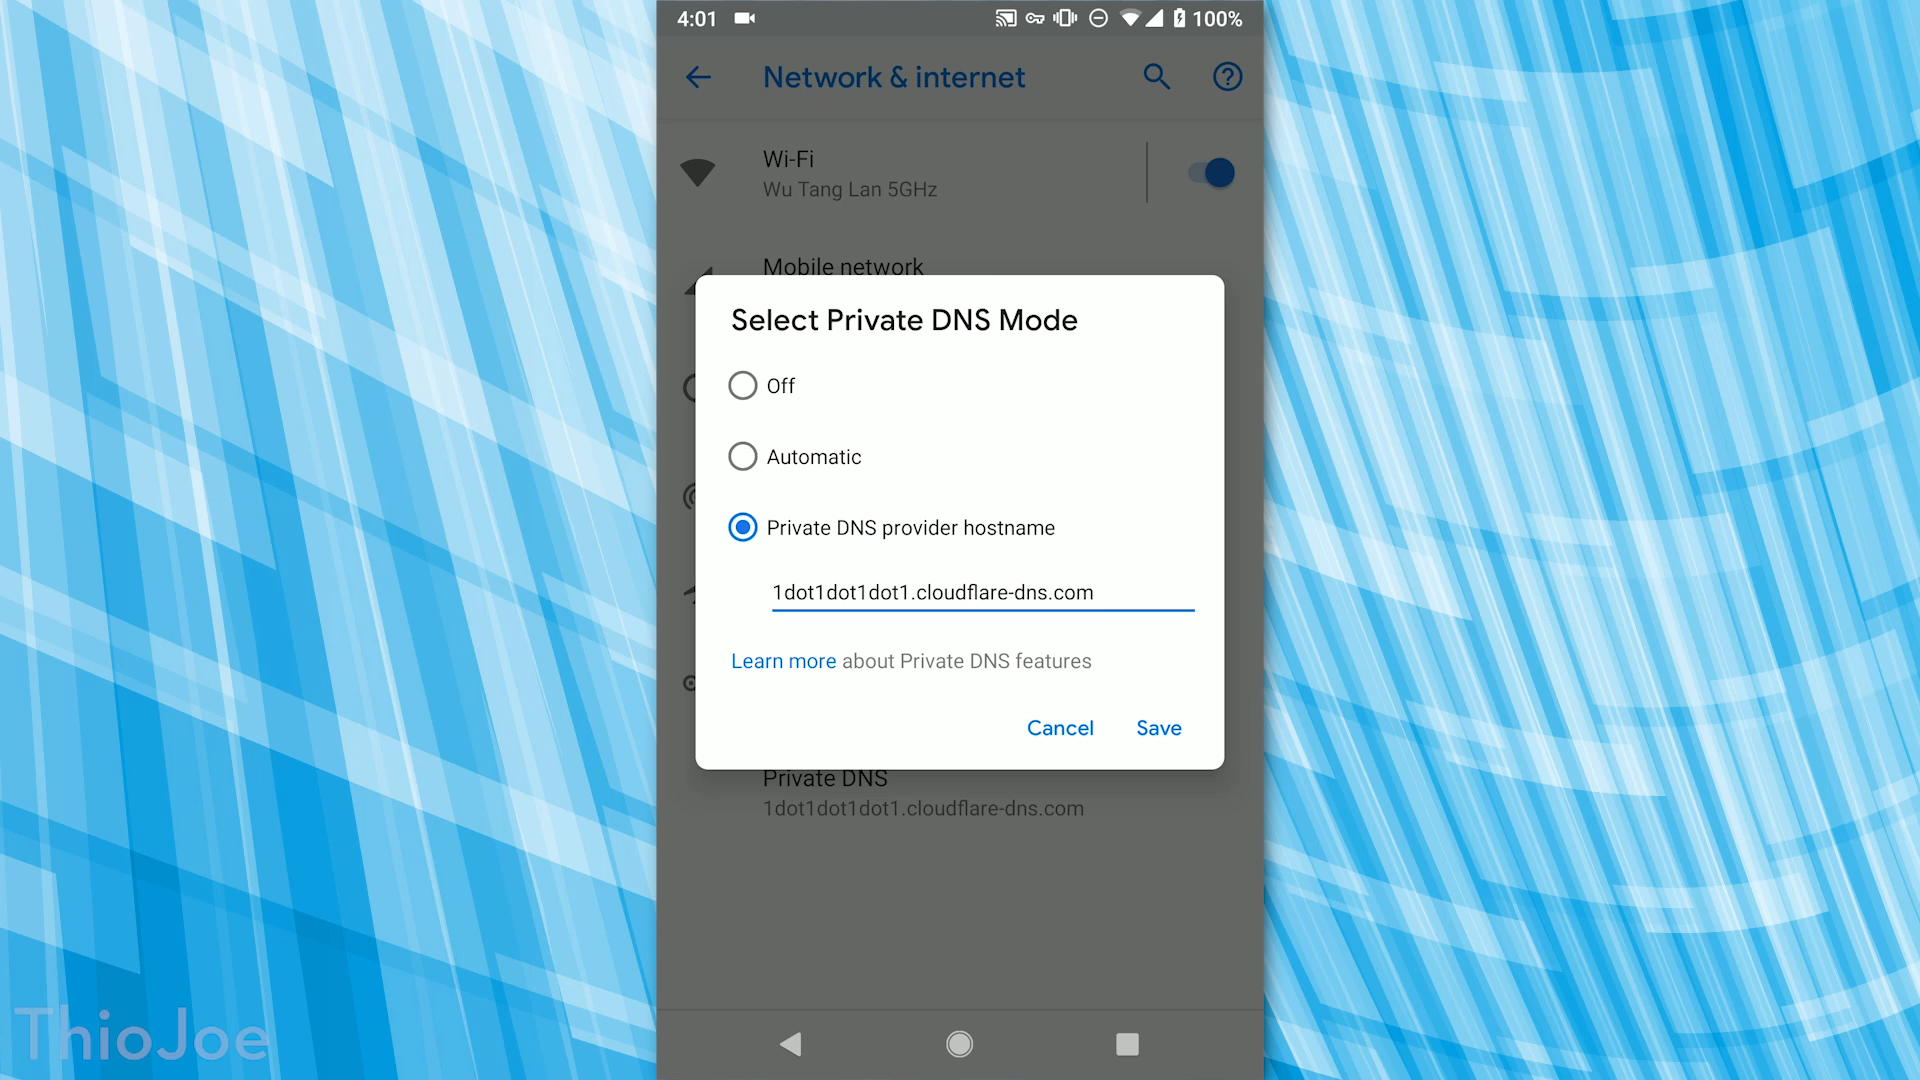 4:01
100%
Network & internet
Wi-Fi
Wu Tang Lan 5GHz
Mobile network
Select Private DNS Mode
Off
Automatic
Private DNS provider hostname
1dot1dot1dot1.cloudflare-dns.com
Learn more about Private DNS features
Cancel Save
Private DNS
1dot1dot1dot1.cloudflare-dns.com
ThioJoe